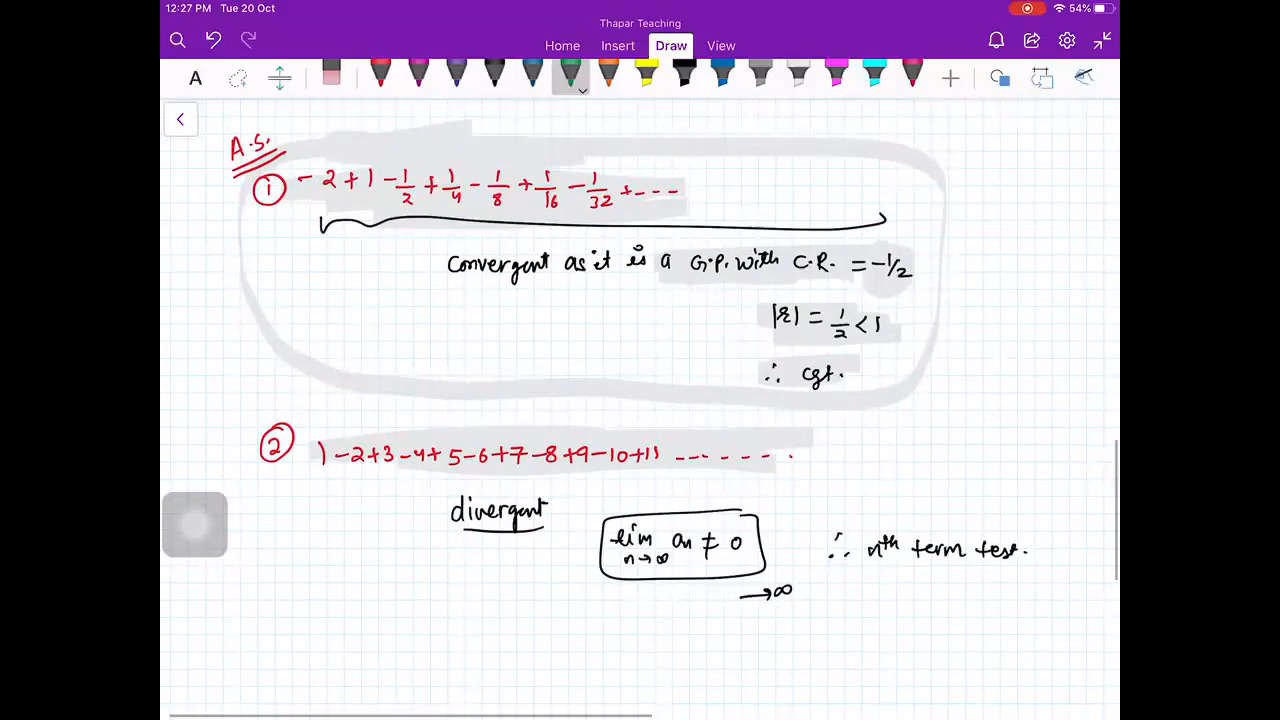 12:27 PM Tue 20 Oct
54%
Thapar Teaching
Home Insert Draw View
A
A.S.
① - 2 + 1 - 1/2 + 1/4 - 1/8 + 1/16 - 1/32 + - - -
Convergent as it is a G.P. with C.R. = -1/2
|r| = 1/2 < 1
∴ cgt.
② 1 - 2 + 3 - 4 + 5 - 6 + 7 - 8 + 9 - 10 + 11 - - - - - - .
divergent
lim n→∞ an ≠ 0 ∴ nth term test.
→∞